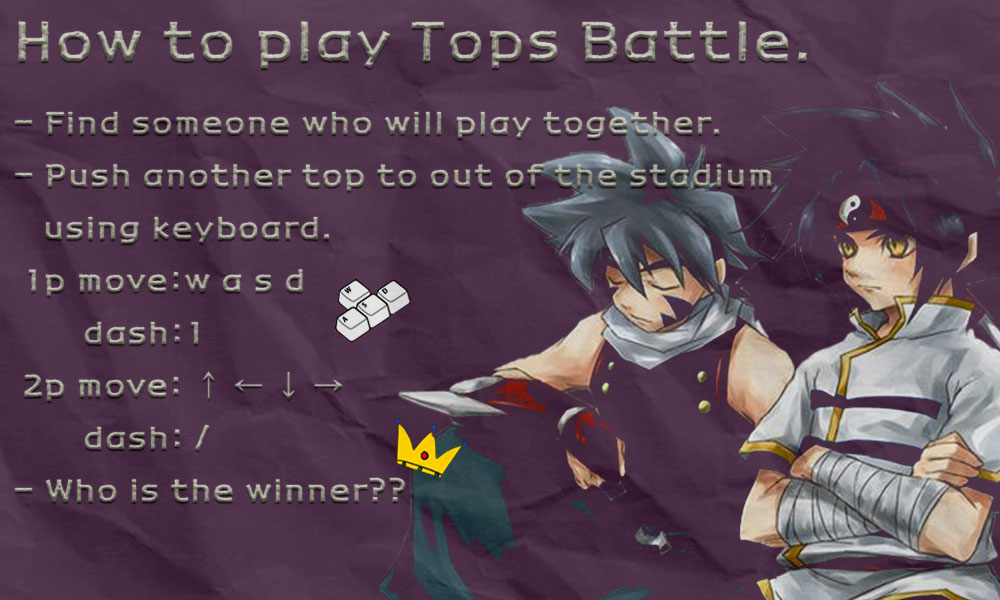 How to play Tops Battle.
- Find someone who will play together.
- Push another top to out of the stadium
using keyboard.
1p move:w a s d
W D
A S
dash:1
2p move: ↑ ← ↓ →
dash: /
- Who is the winner??